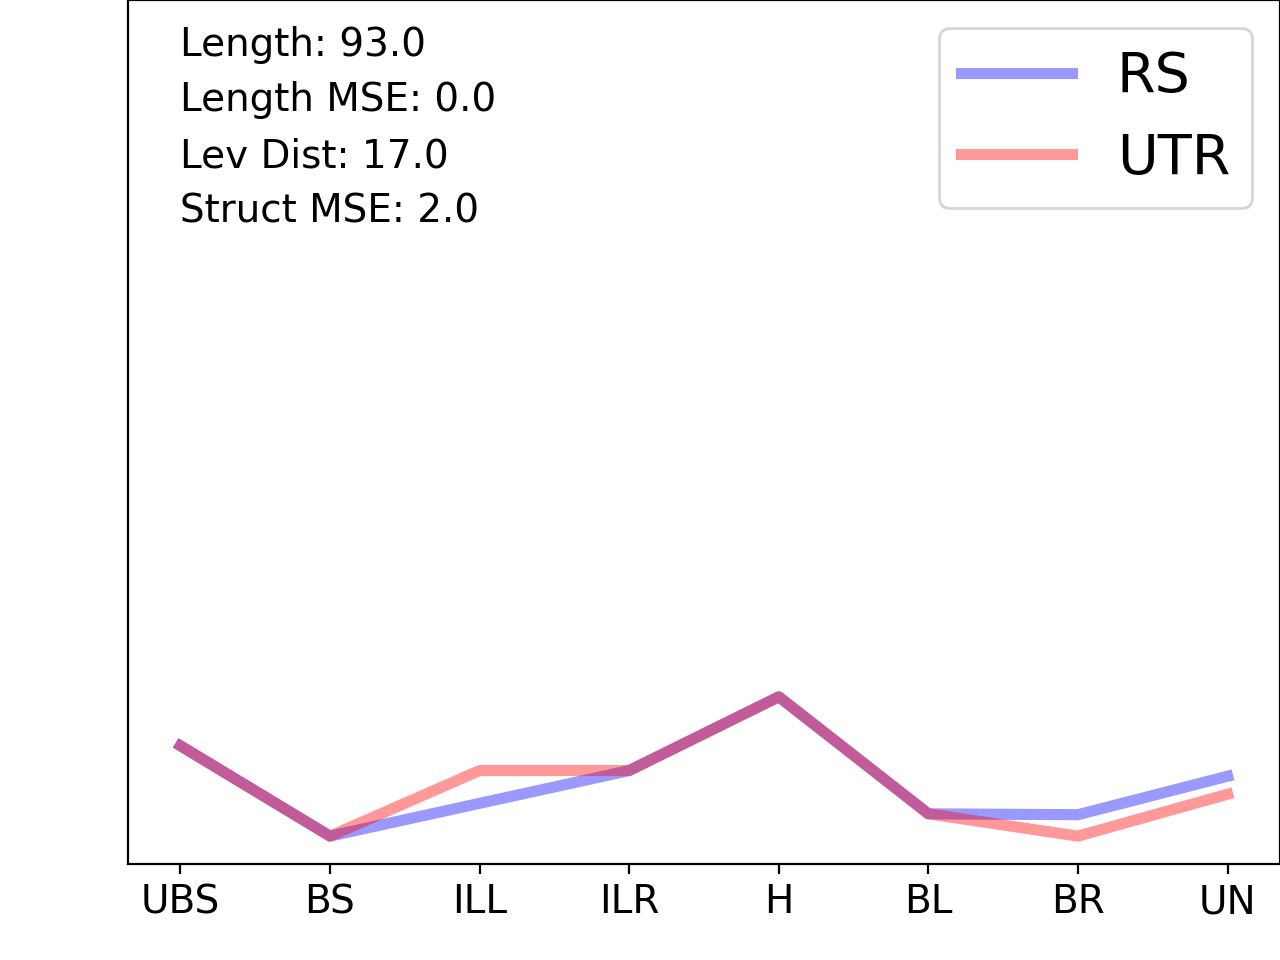 Length: 93.0
Length MSE: 0.0
Lev Dist: 17.0
Struct MSE: 2.0
RS
UTR
UBS BS ILL ILR H BL BR UN